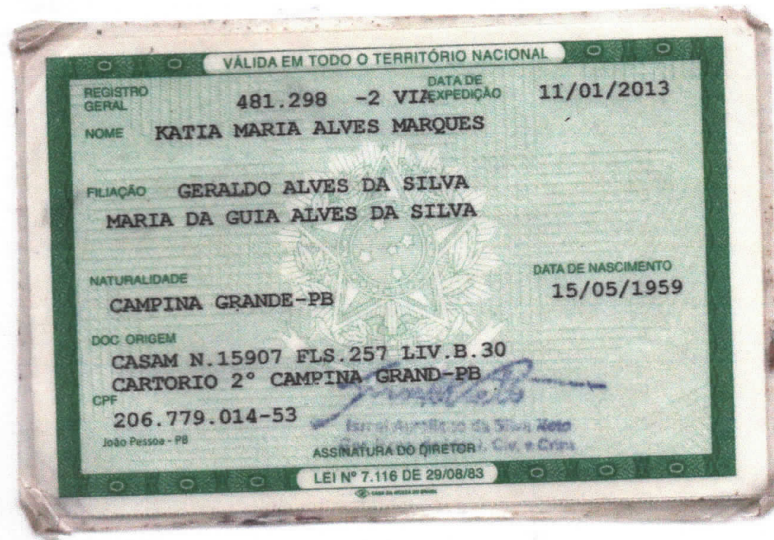 VÁLIDA EM TODO O TERRITÓRIO NACIONAL
REGISTRO GERAL 481.298 -2 VIA DATA DE EXPEDIÇÃO 11/01/2013
NOME KATIA MARIA ALVES MARQUES
FILIAÇÃO GERALDO ALVES DA SILVA
MARIA DA GUIA ALVES DA SILVA
NATURALIDADE DATA DE NASCIMENTO
CAMPINA GRANDE-PB 15/05/1959
DOC ORIGEM
CASAM N.15907 FLS.257 LIV.B.30
CARTORIO 2° CAMPINA GRAND-PB
CPF
206.779.014-53
João Pessoa - PB
da Silva Neto
ASSINATURA DO DIRETOR
LEI Nº 7.116 DE 29/08/83